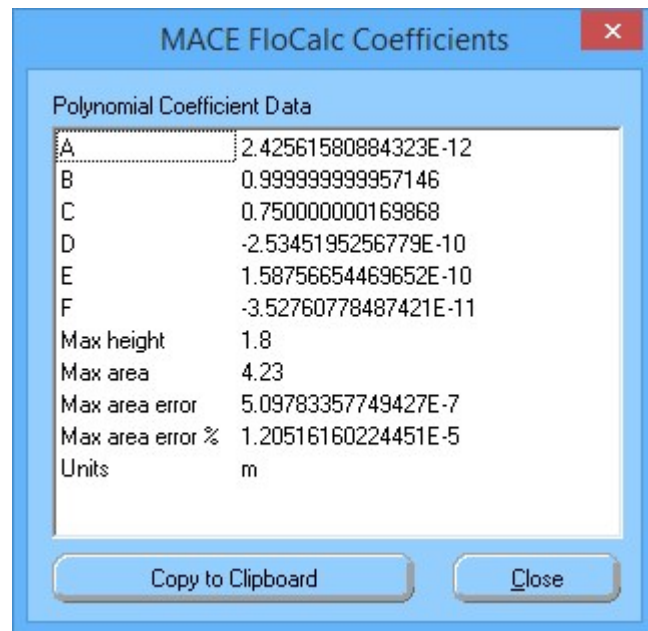 MACE FloCalc Coefficients
Polynomial Coefficient Data
A 2.42561580884323E-12
B 0.999999999957146
C 0.750000000169868
D -2.5345195256779E-10
E 1.58756654469652E-10
F -3.52760778487421E-11
Max height 1.8
Max area 4.23
Max area error 5.09783357749427E-7
Max area error % 1.20516160224451E-5
Units m
Copy to Clipboard Close